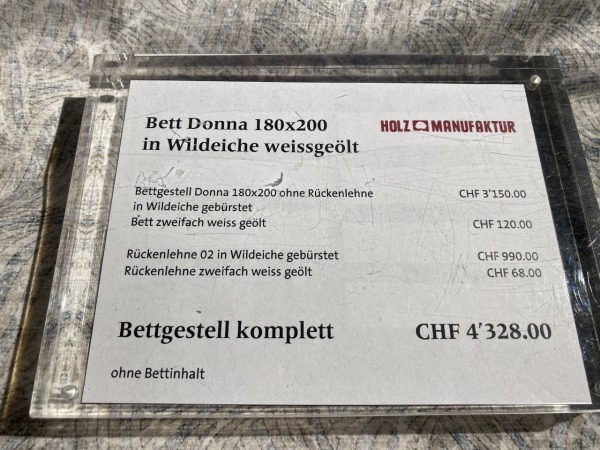 Bett Donna 180x200
in Wildeiche weissgeölt
HOLZ MANUFAKTUR
Bettgestell Donna 180x200 ohne Rückenlehne CHF 3'150.00
in Wildeiche gebürstet
Bett zweifach weiss geölt CHF 120.00
Rückenlehne 02 in Wildeiche gebürstet CHF 990.00
Rückenlehne zweifach weiss geölt CHF 68.00
Bettgestell komplett CHF 4'328.00
ohne Bettinhalt